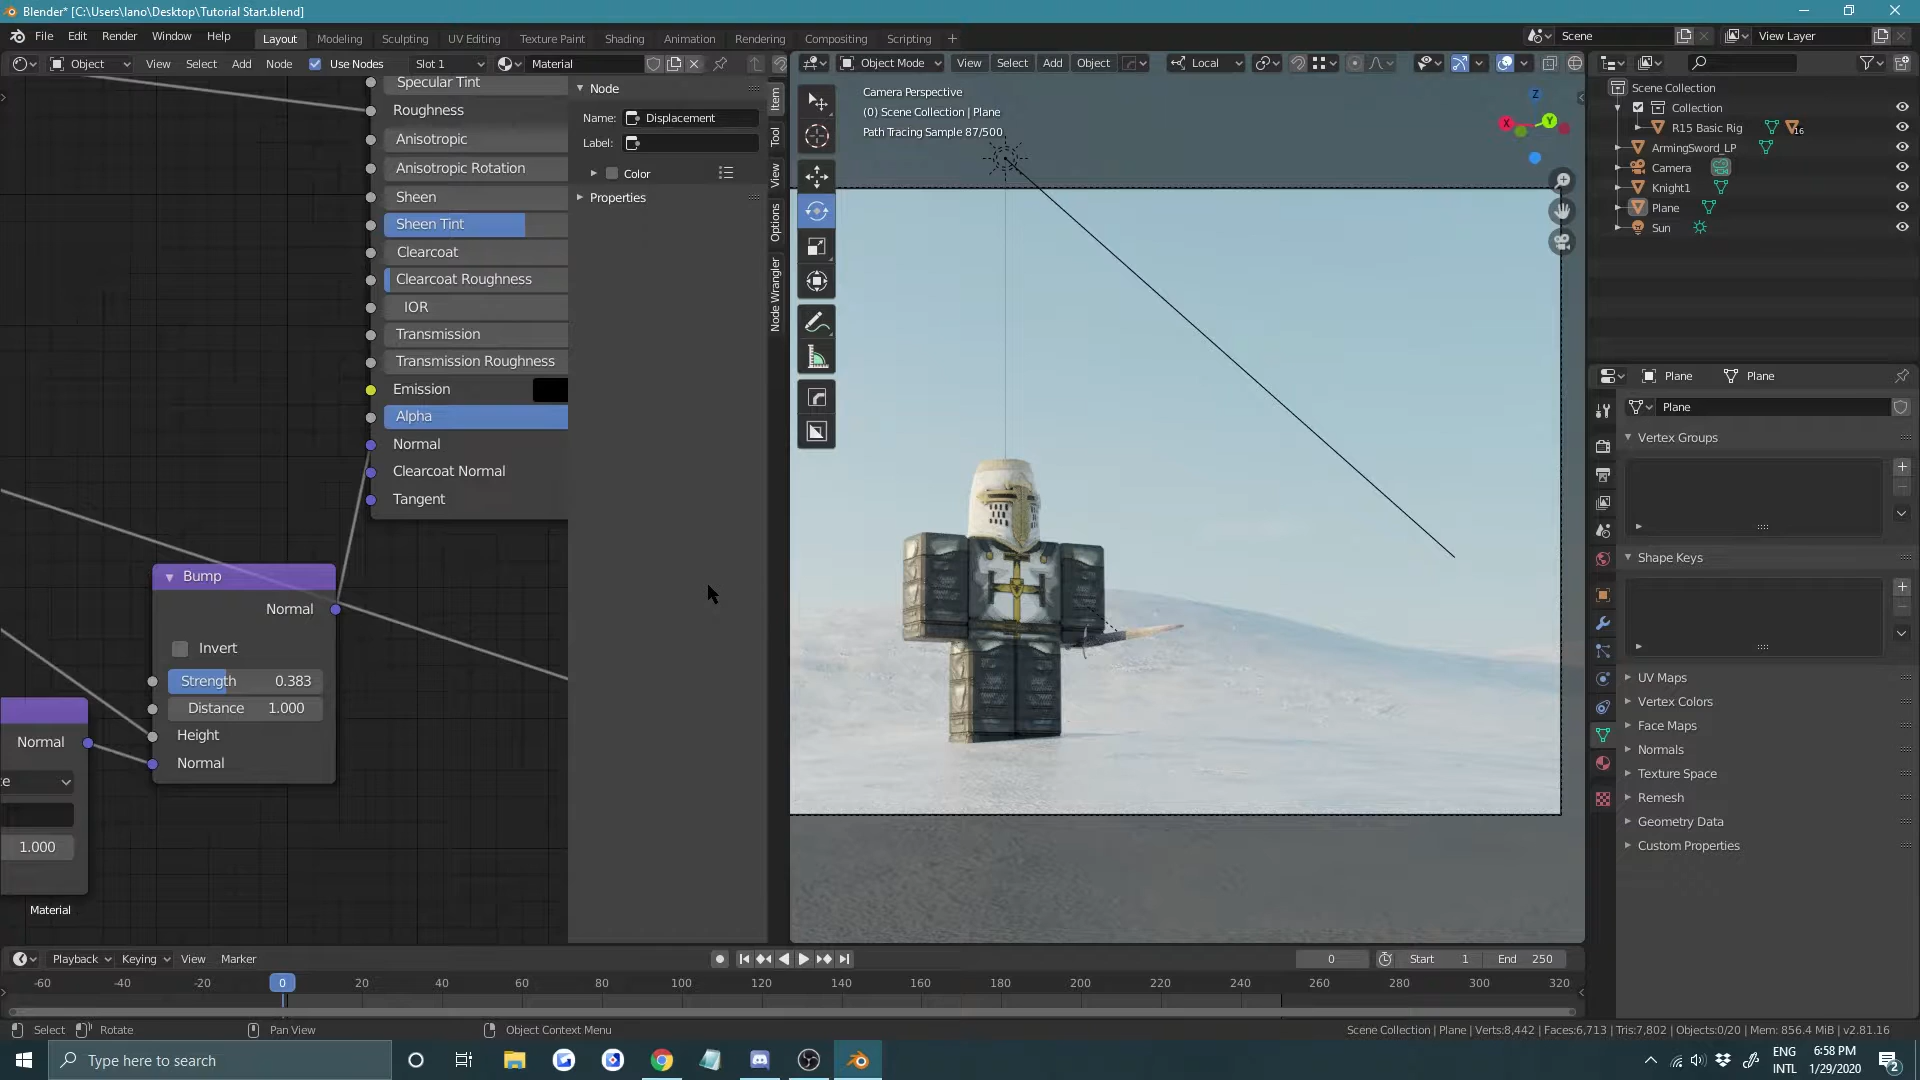 Blender* [C:\Users\Iano\Desktop\Tutorial Start.blend]
File Edit Render Window Help Layout Modeling Sculpting UV Editing Texture Paint Shading Animation Rendering Compositing Scripting + Scene View Layer
Object View Select Add Node Use Nodes Slot 1 Material Object Mode View Select Add Object Local
Specular Tint
Roughness
Anisotropic
Anisotropic Rotation
Sheen
Sheen Tint
Clearcoat
Clearcoat Roughness
IOR
Transmission
Transmission Roughness
Emission
Alpha
Normal
Clearcoat Normal
Tangent
Bump
Normal
Invert
Strength 0.383
Distance 1.000
Height
Normal
Normal
te
1.000
Material
Node
Name: Displacement
Label:
Color
Properties
Item
Tool
View
Options
Node Wrangler
Camera Perspective
(0) Scene Collection | Plane
Path Tracing Sample 87/500
Z
X
Y
Scene Collection
Collection
R15 Basic Rig 16
ArmingSword_LP
Camera
Knight1
Plane
Sun
Plane Plane
Plane
Vertex Groups
Shape Keys
UV Maps
Vertex Colors
Face Maps
Normals
Texture Space
Remesh
Geometry Data
Custom Properties
Playback Keying View Marker 0 Start 1 End 250
-60 -40 -20 0 20 40 60 80 100 120 140 160 180 200 220 240 260 280 300 320
Select Rotate Pan View Object Context Menu Scene Collection | Plane | Verts:8,442 | Faces:6,713 | Tris:7,802 | Objects:0/20 | Mem: 856.4 MiB | v2.81.16
Type here to search
ENG
INTL
6:58 PM
1/29/2020
2